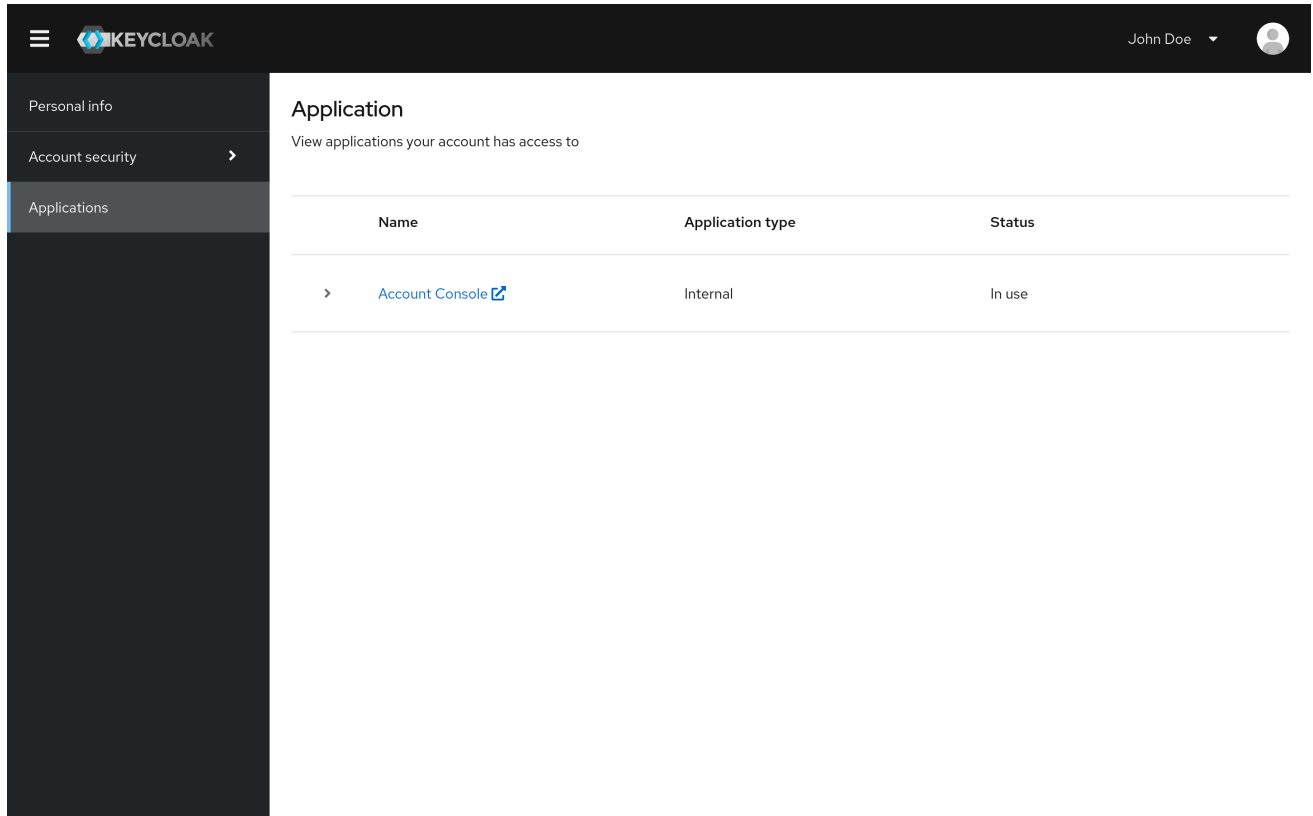 KEYCLOAK
John Doe
Personal info
Account security
Applications
Application
View applications your account has access to
Name Application type Status
Account Console Internal In use